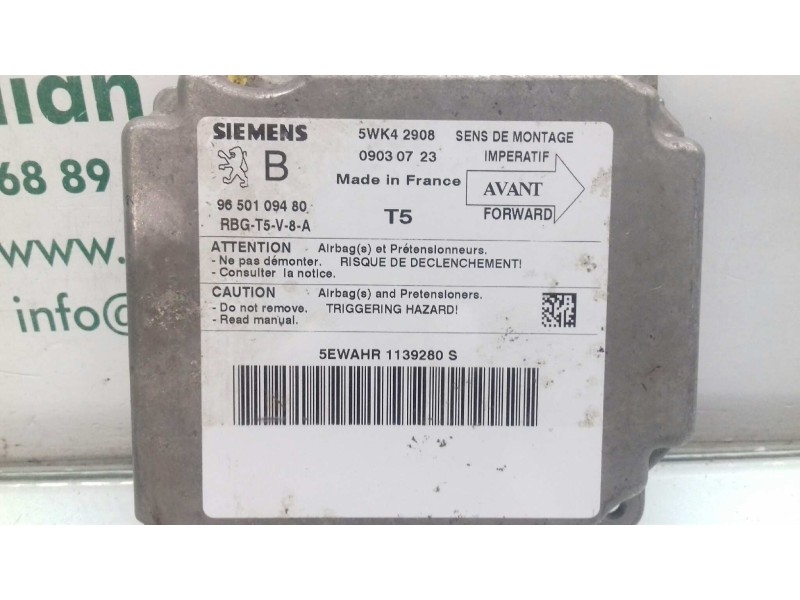 lian
68 89
www.
info@
SIEMENS
B
96 501 094 80
RBG-T5-V-8-A
5WK4 2908
0903 07 23
Made in France
T5
SENS DE MONTAGE
IMPERATIF
AVANT
FORWARD
ATTENTION Airbag(s) et Prétensionneurs.
- Ne pas démonter. RISQUE DE DECLENCHEMENT!
- Consulter la notice.
CAUTION Airbag(s) and Pretensioners.
- Do not remove. TRIGGERING HAZARD!
- Read manual.
5EWAHR 1139280 S